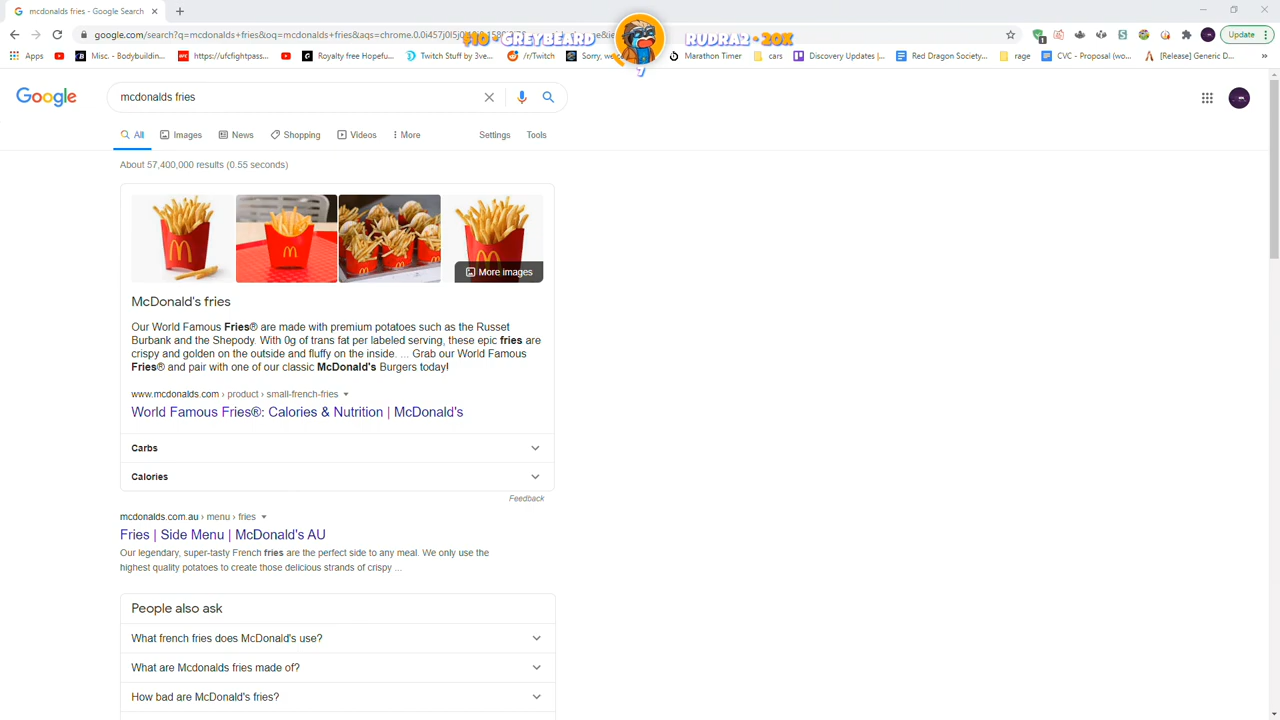 mcdonalds fries - Google Search
google.com/search?q=mcdonalds+fries&oq=mcdonalds+fries&aqs=chrome.0.0i457j0i5j0
#10 - GREYBEARD
RUDRA2 - 20K
7
Update
Apps
Misc. - Bodybuildin...
https://ufcfightpass...
Royalty Free Hopefu...
Twitch Stuff by 3ve...
/r/Twitch
Sorry, we
Marathon Timer
cars
Discovery Updates |...
Red Dragon Society...
rage
CVC - Proposal (wo...
[Release] Generic D...
»
Google
mcdonalds fries
All
Images
News
Shopping
Videos
More
Settings
Tools
About 57,400,000 results (0.55 seconds)
More images
McDonald's fries
Our World Famous Fries® are made with premium potatoes such as the Russet
Burbank and the Shepody. With 0g of trans fat per labeled serving, these epic fries are
crispy and golden on the outside and fluffy on the inside. ... Grab our World Famous
Fries® and pair with one of our classic McDonald's Burgers today!
www.mcdonalds.com › product › small-french-fries
World Famous Fries®: Calories & Nutrition | McDonald's
Carbs
Calories
Feedback
mcdonalds.com.au › menu › fries
Fries | Side Menu | McDonald's AU
Our legendary, super-tasty French fries are the perfect side to any meal. We only use the
highest quality potatoes to create those delicious strands of crispy ...
People also ask
What french fries does McDonald's use?
What are Mcdonalds fries made of?
How bad are McDonald's fries?